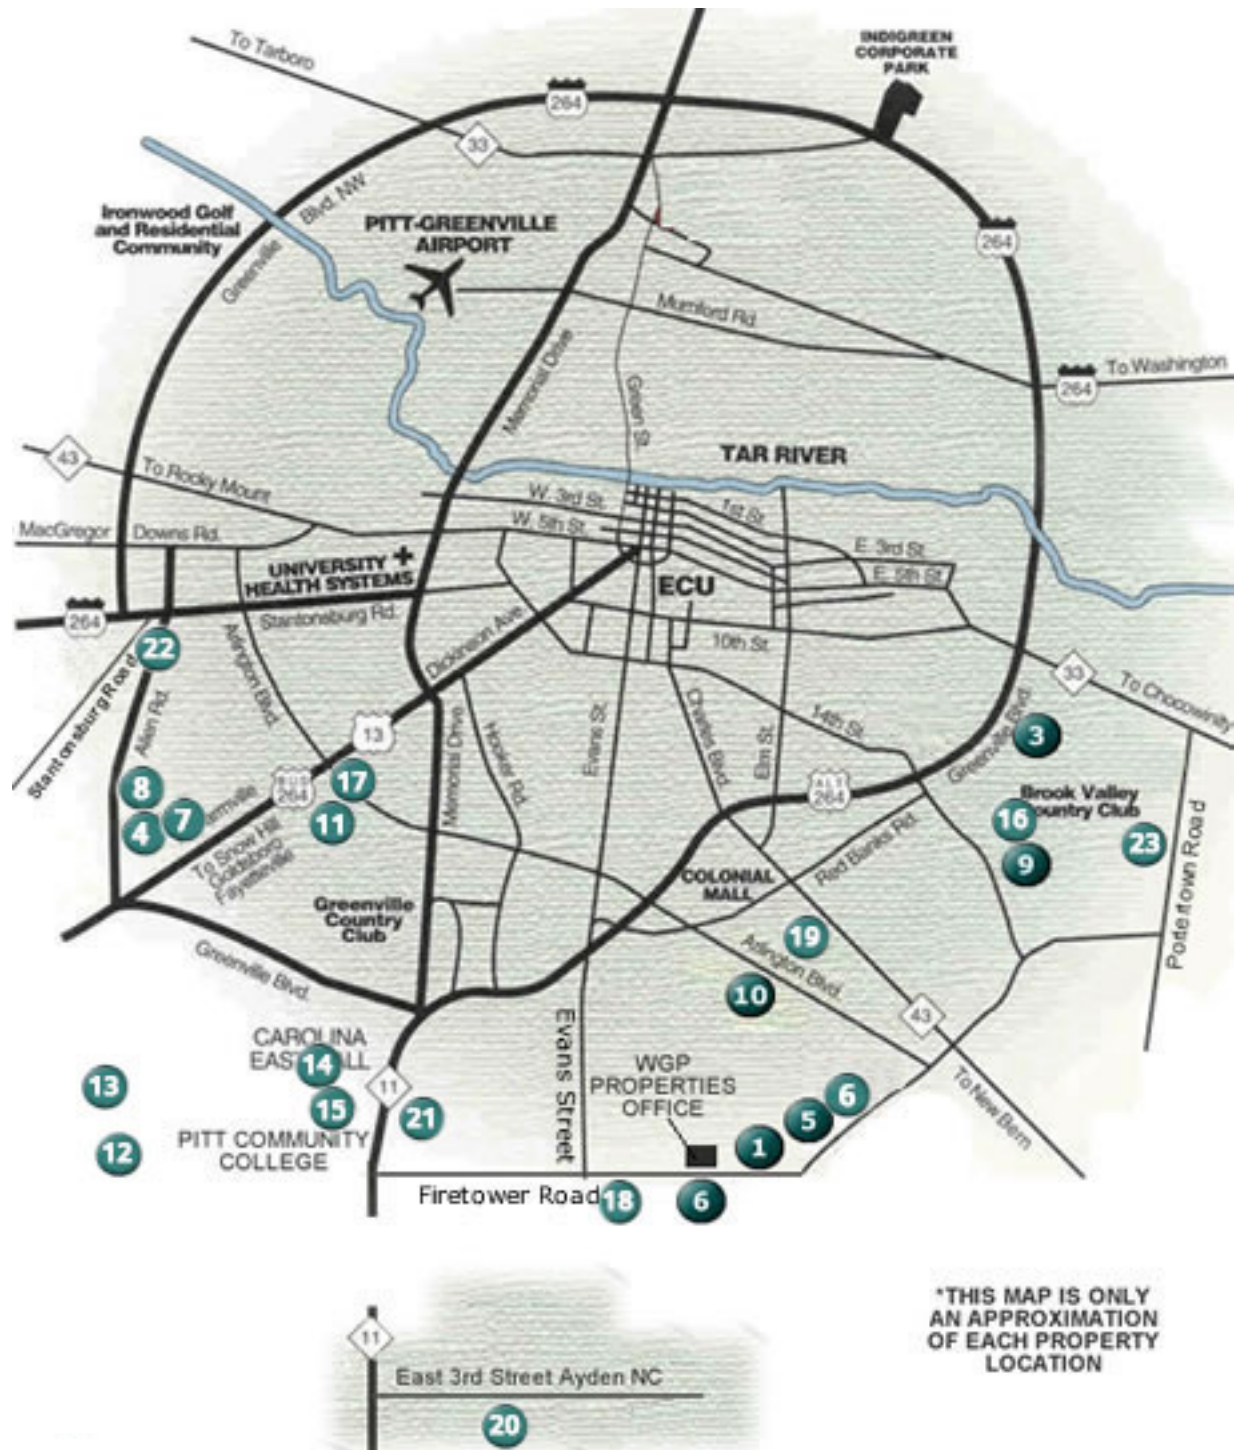 To Tarboro
INDIGREEN
CORPORATE
PARK
264
33
Ironwood Golf
and Residential
Community
Greenville
Blvd. NW
PITT-GREENVILLE
AIRPORT
264
Mumford Rd.
Memorial Drive
Green St.
To Washington
264
43
To Rocky Mount
TAR RIVER
W. 3rd St.
1st St.
MacGregor
Downs Rd.
W. 5th St.
E. 3rd St.
UNIVERSITY
HEALTH SYSTEMS
ECU
E. 5th St.
264
Stantonsburg Rd.
10th St.
22
Stantonsburg Road
Arlington Blvd.
Dickinson Ave.
33
To Chocowinity
Allen Rd.
13
Memorial Drive
Hooker Rd.
Evans St.
Charles Blvd.
Elm St.
14th St.
Greenville Blvd.
3
8
BUS
264
17
ALT
264
Brook Valley
Country Club
16
4
7
11
To Snow Hill
Goldsboro
Fayetteville
Red Banks Rd.
23
9
Portertown Road
COLONIAL
MALL
Greenville
Country
Club
19
Arlington Blvd.
Greenville Blvd.
10
43
CAROLINA
14
Evans Street
WGP
PROPERTIES
OFFICE
To New Bern
13
11
15
21
6
5
12
PITT COMMUNITY
COLLEGE
1
Firetower Road
18
6
11
East 3rd Street Ayden NC
20
*THIS MAP IS ONLY
AN APPROXIMATION
OF EACH PROPERTY
LOCATION